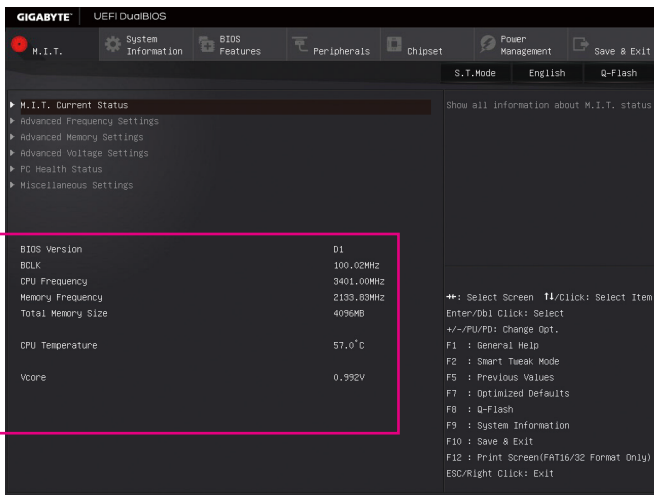 GIGABYTE™ UEFI DualBIOS
M.I.T.
System Information
BIOS Features
Peripherals
Chipset
Power Management
Save & Exit
S.T.Mode English Q-Flash
M.I.T. Current Status
Advanced Frequency Settings
Advanced Memory Settings
Advanced Voltage Settings
PC Health Status
Miscellaneous Settings
Show all information about M.I.T. status
BIOS Version D1
BCLK 100.02MHz
CPU Frequency 3401.00MHz
Memory Frequency 2133.83MHz
Total Memory Size 4096MB
CPU Temperature 57.0°C
Vcore 0.992V
→←: Select Screen ↑↓/Click: Select Item
Enter/Dbl Click: Select
+/-/PU/PD: Change Opt.
F1 : General Help
F2 : Smart Tweak Mode
F5 : Previous Values
F7 : Optimized Defaults
F8 : Q-Flash
F9 : System Information
F10 : Save & Exit
F12 : Print Screen(FAT16/32 Format Only)
ESC/Right Click: Exit